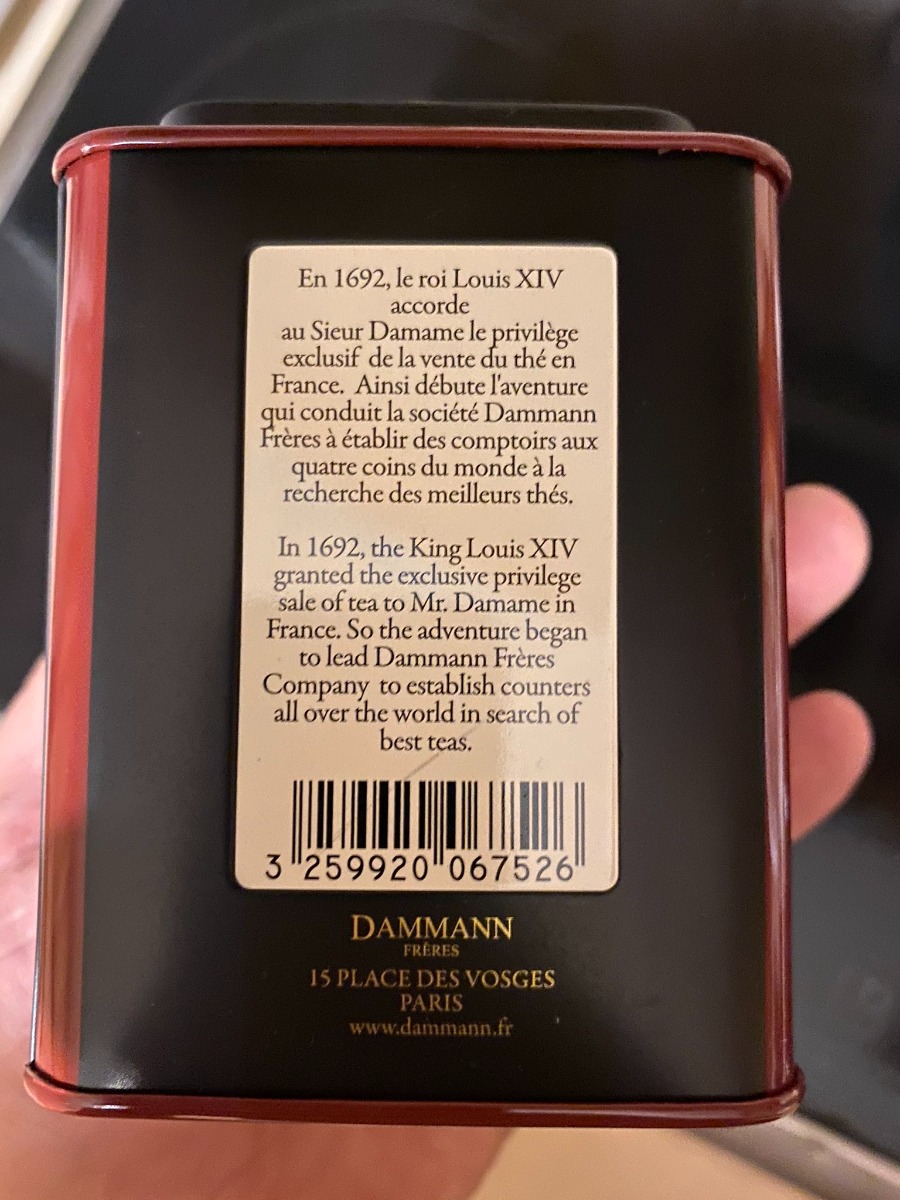 En 1692, le roi Louis XIV
accorde
au Sieur Damame le privilège
exclusif de la vente du thé en
France. Ainsi débute l'aventure
qui conduit la société Dammann
Frères à établir des comptoirs aux
quatre coins du monde à la
recherche des meilleurs thés.
In 1692, the King Louis XIV
granted the exclusive privilege
sale of tea to Mr. Damame in
France. So the adventure began
to lead Dammann Frères
Company to establish counters
all over the world in search of
best teas.
3 259920 067526
DAMMANN
FRÈRES
15 PLACE DES VOSGES
PARIS
www.dammann.fr